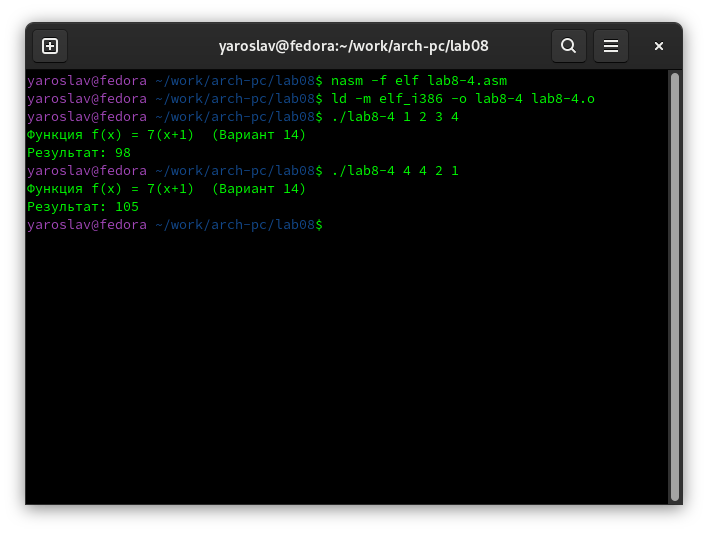 yaroslav@fedora:~/work/arch-pc/lab08
yaroslav@fedora ~/work/arch-pc/lab08$ nasm -f elf lab8-4.asm
yaroslav@fedora ~/work/arch-pc/lab08$ ld -m elf_i386 -o lab8-4 lab8-4.o
yaroslav@fedora ~/work/arch-pc/lab08$ ./lab8-4 1 2 3 4
Функция f(x) = 7(x+1)  (Вариант 14)
Результат: 98
yaroslav@fedora ~/work/arch-pc/lab08$ ./lab8-4 4 4 2 1
Функция f(x) = 7(x+1)  (Вариант 14)
Результат: 105
yaroslav@fedora ~/work/arch-pc/lab08$